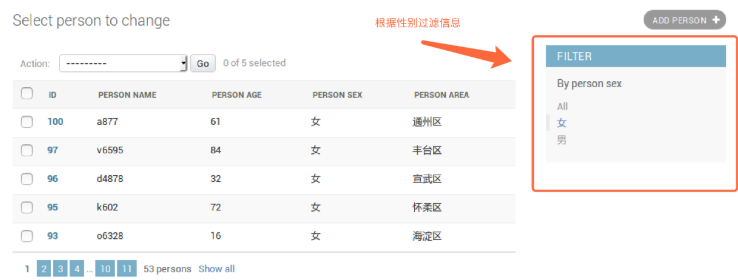 Select person to change
根据性别过滤信息
ADD PERSON +
Action: --------- Go 0 of 5 selected
ID PERSON NAME PERSON AGE PERSON SEX PERSON AREA
100 a877 61 女 通州区
97 v6595 84 女 丰台区
96 d4878 32 女 宣武区
95 k602 72 女 怀柔区
93 o6328 16 女 海淀区
1 2 3 4 ... 10 11 53 persons Show all
FILTER
By person sex
All
女
男